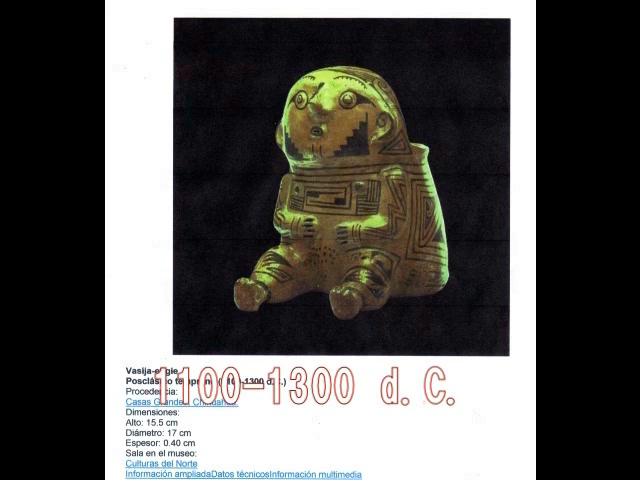 Vasija-efigie
Posclásico temprano (1100-1300 d.C.)
1100-1300 d. C.
Procedencia:
Casas Grandes, Chihuahua.
Dimensiones:
Alto: 15.5 cm
Diámetro: 17 cm
Espesor: 0.40 cm
Sala en el museo:
Culturas del Norte
Información ampliadaDatos técnicosInformación multimedia